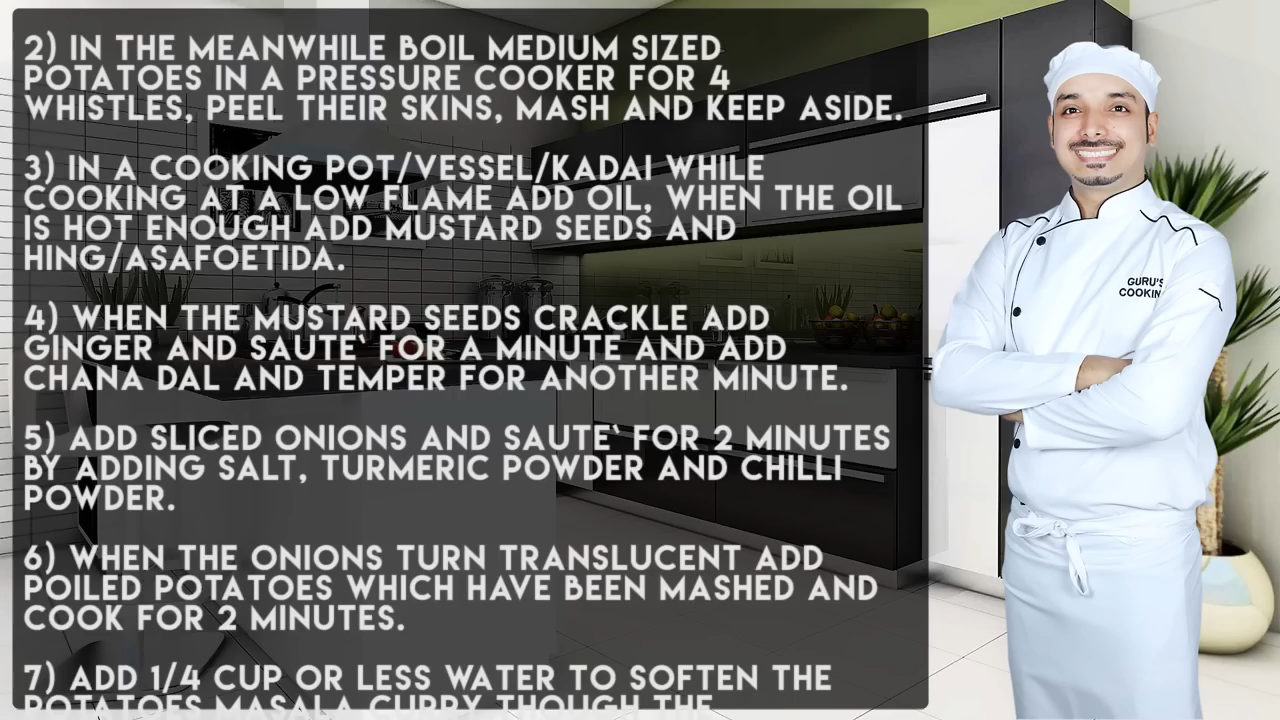 2) IN THE MEANWHILE BOIL MEDIUM SIZED
POTATOES IN A PRESSURE COOKER FOR 4
WHISTLES, PEEL THEIR SKINS, MASH AND KEEP ASIDE.
3) IN A COOKING POT/VESSEL/KADAI WHILE
COOKING AT A LOW FLAME ADD OIL, WHEN THE OIL
IS HOT ENOUGH ADD MUSTARD SEEDS AND
HING/ASAFOETIDA.
4) WHEN THE MUSTARD SEEDS CRACKLE ADD
GINGER AND SAUTE` FOR A MINUTE AND ADD
CHANA DAL AND TEMPER FOR ANOTHER MINUTE.
5) ADD SLICED ONIONS AND SAUTE` FOR 2 MINUTES
BY ADDING SALT, TURMERIC POWDER AND CHILLI
POWDER.
6) WHEN THE ONIONS TURN TRANSLUCENT ADD
POILED POTATOES WHICH HAVE BEEN MASHED AND
COOK FOR 2 MINUTES.
7) ADD 1/4 CUP OR LESS WATER TO SOFTEN THE
POTATOES MASALA CURRY THOUGH THE
GURU'S
COOKIN